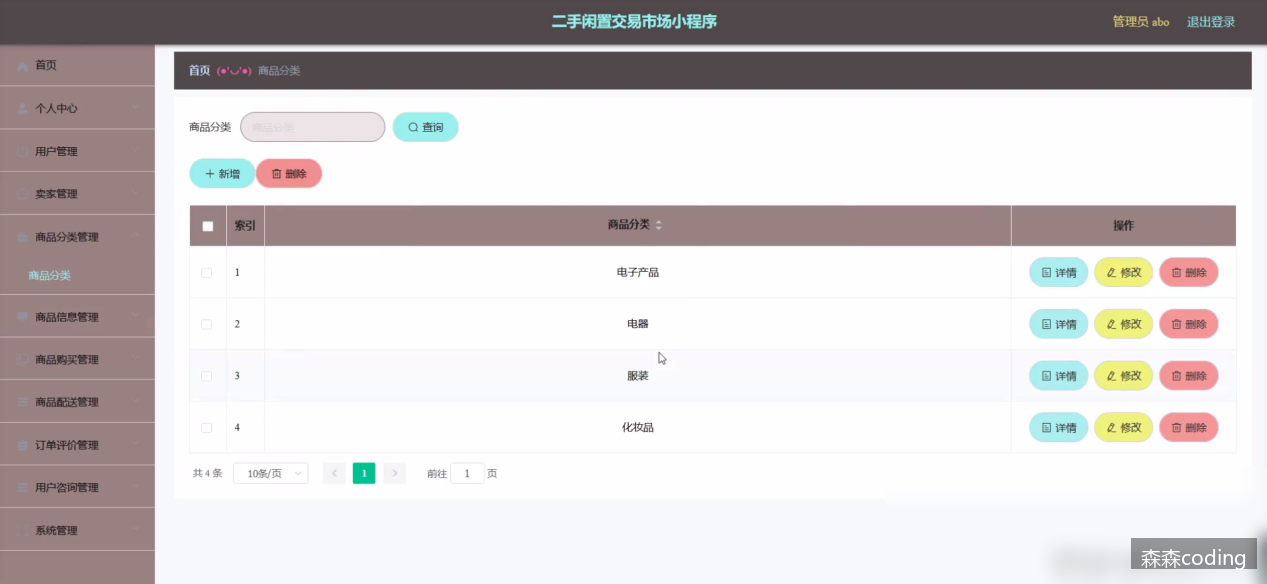 二手闲置交易市场小程序
管理员 abo 退出登录
首页
个人中心
用户管理
卖家管理
商品分类管理
商品分类
商品信息管理
商品购买管理
商品配送管理
订单评价管理
用户咨询管理
系统管理
首页 (●'◡'●) 商品分类
商品分类 商品分类 查询
新增 删除
索引 商品分类 操作
1 电子产品 详情 修改 删除
2 电器 详情 修改 删除
3 服装 详情 修改 删除
4 化妆品 详情 修改 删除
共 4 条 10条/页 1 前往 1 页
森森coding